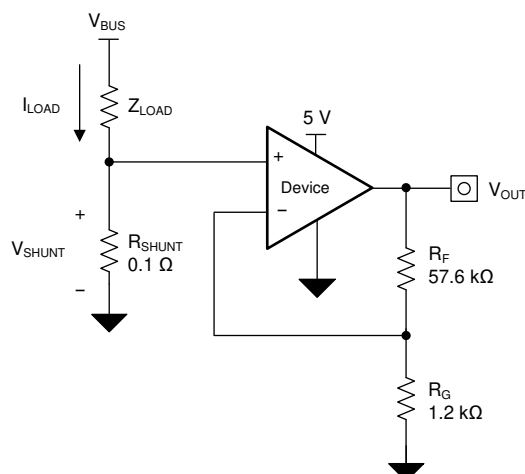 VBUS
ILOAD
ZLOAD
5 V
+
Device
−
VOUT
+
VSHUNT
−
RSHUNT
0.1 Ω
RF
57.6 kΩ
RG
1.2 kΩ